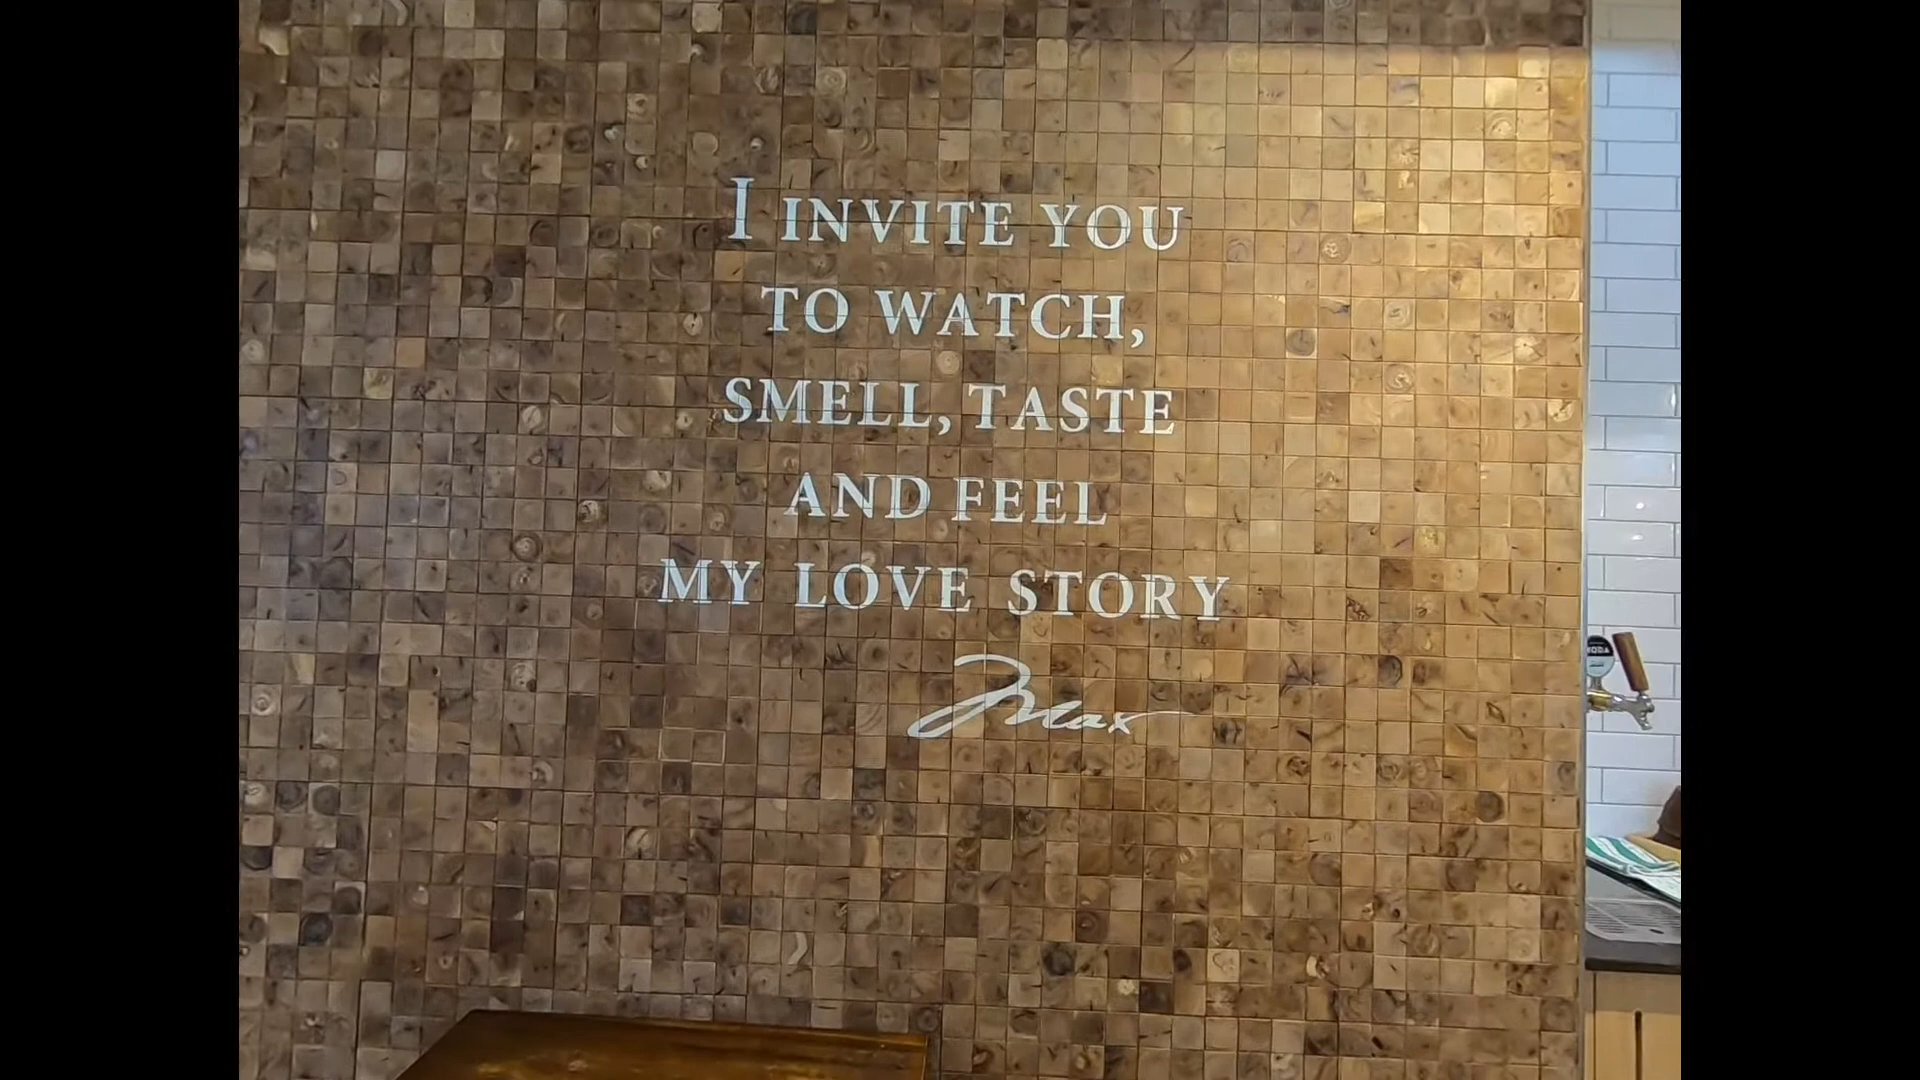 I INVITE YOU
TO WATCH,
SMELL, TASTE
AND FEEL
MY LOVE STORY
Max